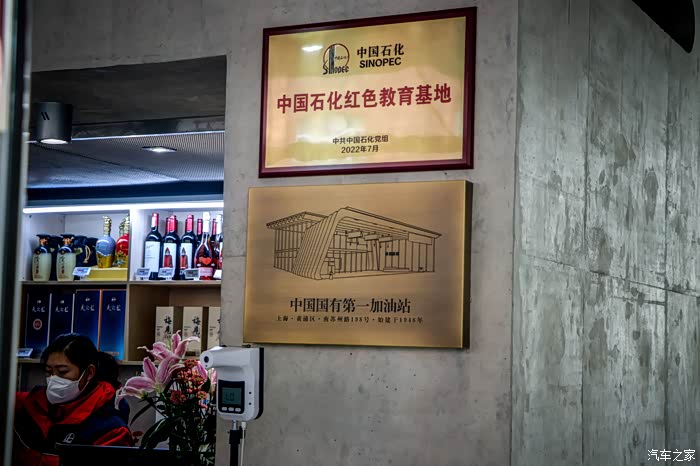 中国石化
SINOPEC
SINOPEC
中国石化红色教育基地
中共中国石化党组
2022年7月
中国国有第一加油站
上海·黄浦区·南苏州路198号·始建于1948年
汽车之家